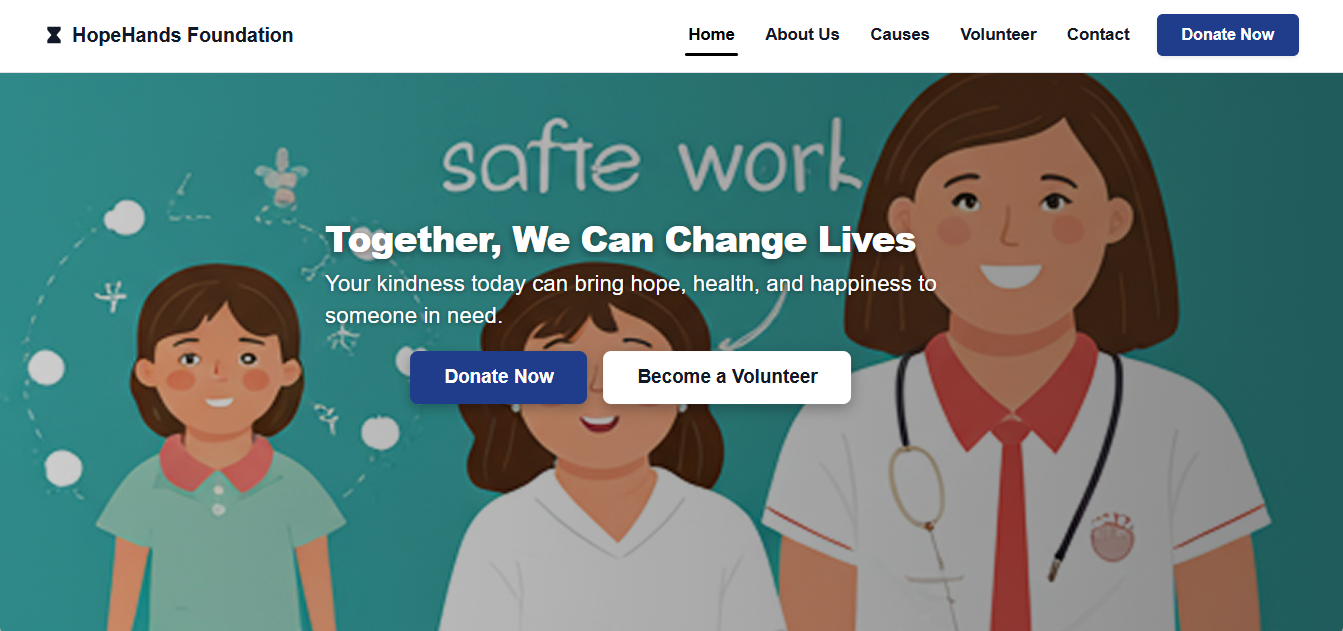 HopeHands Foundation
Home
About Us
Causes
Volunteer
Contact
Donate Now
safte work
Together, We Can Change Lives
Your kindness today can bring hope, health, and happiness to
someone in need.
Donate Now
Become a Volunteer